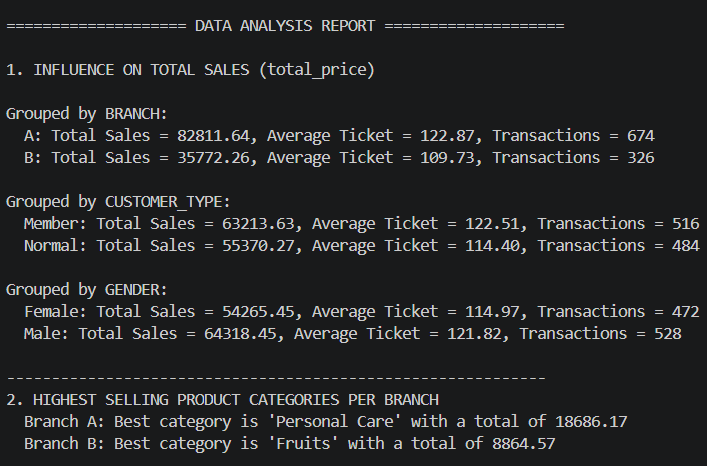 ==================== DATA ANALYSIS REPORT ====================
1. INFLUENCE ON TOTAL SALES (total_price)
Grouped by BRANCH:
A: Total Sales = 82811.64, Average Ticket = 122.87, Transactions = 674
B: Total Sales = 35772.26, Average Ticket = 109.73, Transactions = 326
Grouped by CUSTOMER_TYPE:
Member: Total Sales = 63213.63, Average Ticket = 122.51, Transactions = 516
Normal: Total Sales = 55370.27, Average Ticket = 114.40, Transactions = 484
Grouped by GENDER:
Female: Total Sales = 54265.45, Average Ticket = 114.97, Transactions = 472
Male: Total Sales = 64318.45, Average Ticket = 121.82, Transactions = 528
------------------------------------------------------------
2. HIGHEST SELLING PRODUCT CATEGORIES PER BRANCH
Branch A: Best category is 'Personal Care' with a total of 18686.17
Branch B: Best category is 'Fruits' with a total of 8864.57